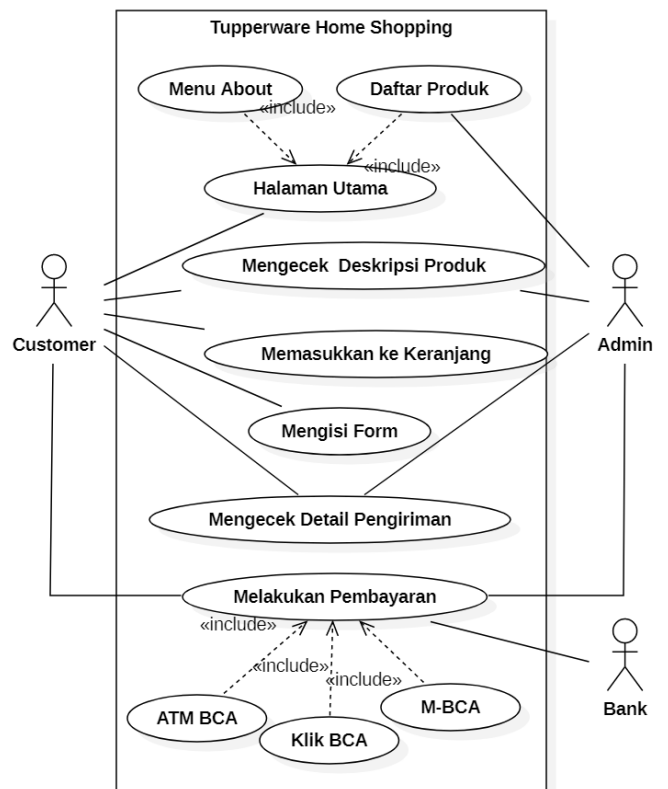 Tupperware Home Shopping
Menu About
Daftar Produk
«include»
«include»
Halaman Utama
Mengecek  Deskripsi Produk
Customer
Memasukkan ke Keranjang
Admin
Mengisi Form
Mengecek Detail Pengiriman
Melakukan Pembayaran
«include»
«include»
«include»
ATM BCA
Klik BCA
M-BCA
Bank